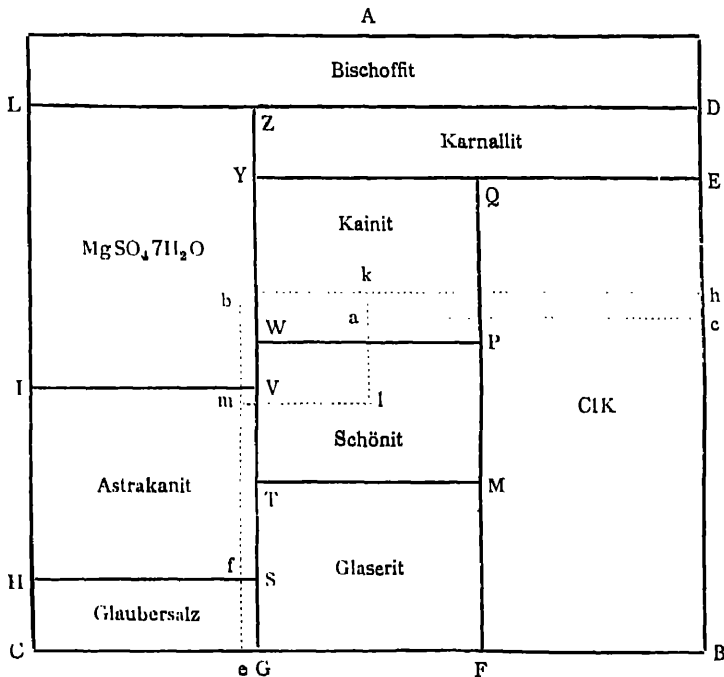 A
Bischoffit
L
D
Z
Karnallit
Y
E
Q
Kainit
MgSO₄7H₂O
k
b
h
a
c
W
P
I
V
m
l
ClK
Schönit
Astrakanit
T
M
f
Glaserit
H
S
Glaubersalz
C
B
e G
F